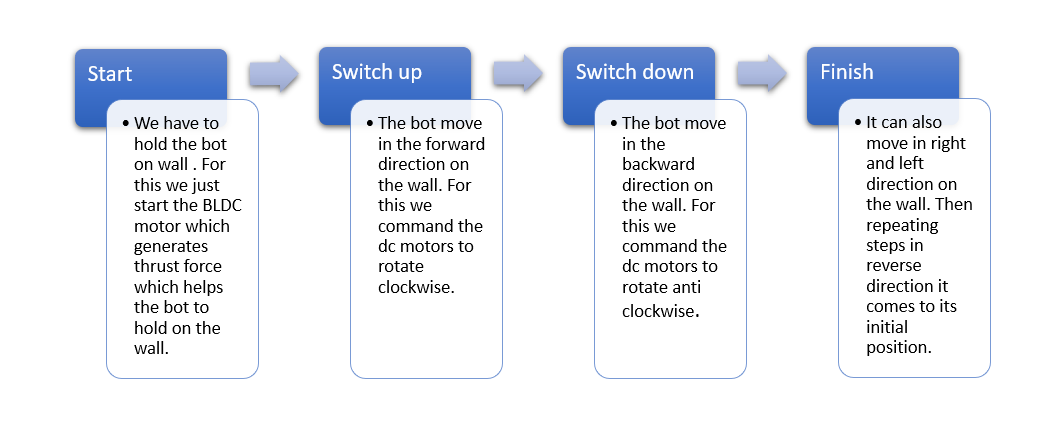 Start
• We have to
hold the bot
on wall . For
this we just
start the BLDC
motor which
generates
thrust force
which helps
the bot to
hold on the
wall.
Switch up
• The bot move
in the forward
direction on
the wall. For
this we
command the
dc motors to
rotate
clockwise.
Switch down
• The bot move
in the
backward
direction on
the wall. For
this we
command the
dc motors to
rotate anti
clockwise.
Finish
• It can also
move in right
and left
direction on
the wall. Then
repeating
steps in
reverse
direction it
comes to its
initial
position.